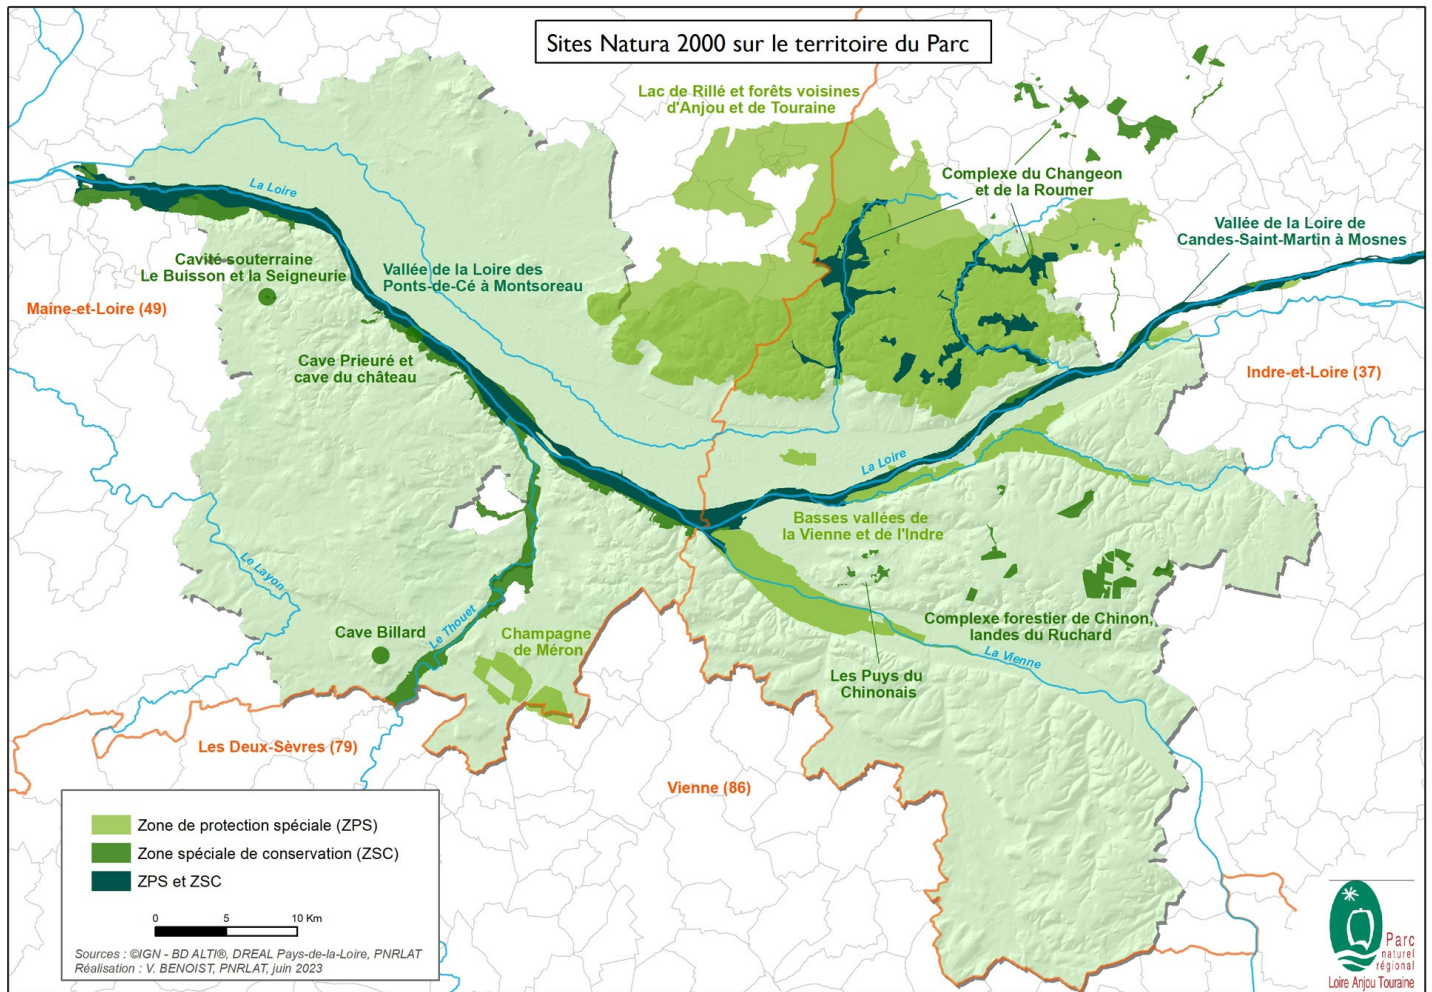 Sites Natura 2000 sur le territoire du Parc
Lac de Rillé et forêts voisines
d'Anjou et de Touraine
Complexe du Changeon
et de la Roumer
Vallée de la Loire de
Candes-Saint-Martin à Mosnes
La Loire
Cavité souterraine
Le Buisson et la Seigneurie
Vallée de la Loire des
Ponts-de-Cé à Montsoreau
Maine-et-Loire (49)
Cave Prieuré et
cave du château
Indre-et-Loire (37)
La Loire
Basses vallées de
la Vienne et de l'Indre
Le Layon
Le Thouet
Cave Billard
Champagne
de Méron
Complexe forestier de Chinon,
landes du Ruchard
La Vienne
Les Puys du
Chinonais
Les Deux-Sèvres (79)
Vienne (86)
Zone de protection spéciale (ZPS)
Zone spéciale de conservation (ZSC)
ZPS et ZSC
0 5 10 Km
Sources : ©IGN - BD ALTI®, DREAL Pays-de-la-Loire, PNRLAT
Réalisation : V. BENOIST, PNRLAT, juin 2023
Parc
naturel
régional
Loire Anjou Touraine